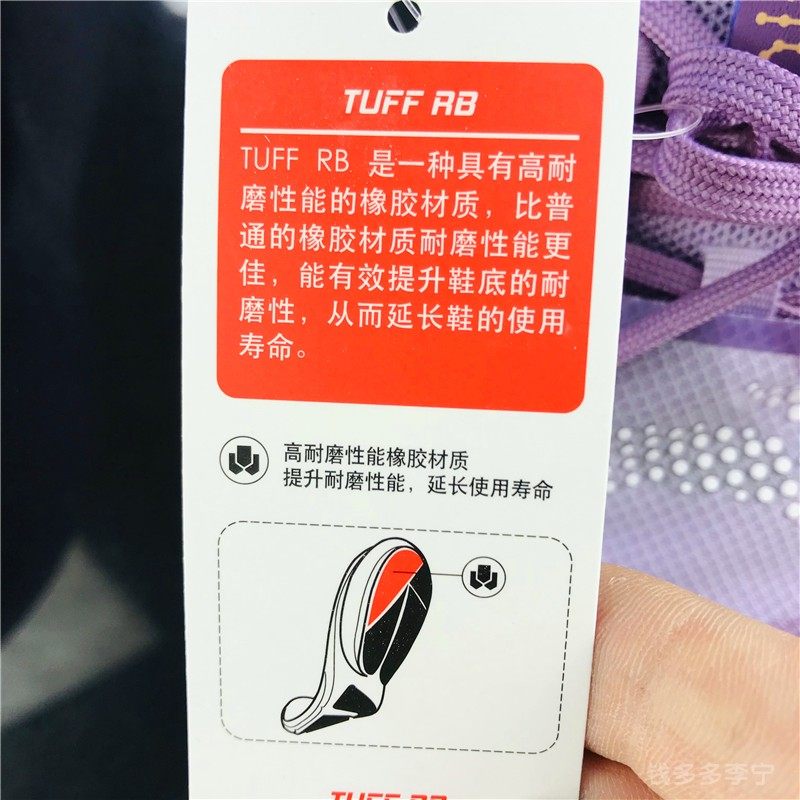 TUFF RB
TUFF RB 是一种具有高耐
磨性能的橡胶材质，比普
通的橡胶材质耐磨性能更
佳，能有效提升鞋底的耐
磨性，从而延长鞋的使用
寿命。
高耐磨性能橡胶材质
提升耐磨性能，延长使用寿命
TUFF RB
钱多多李宁